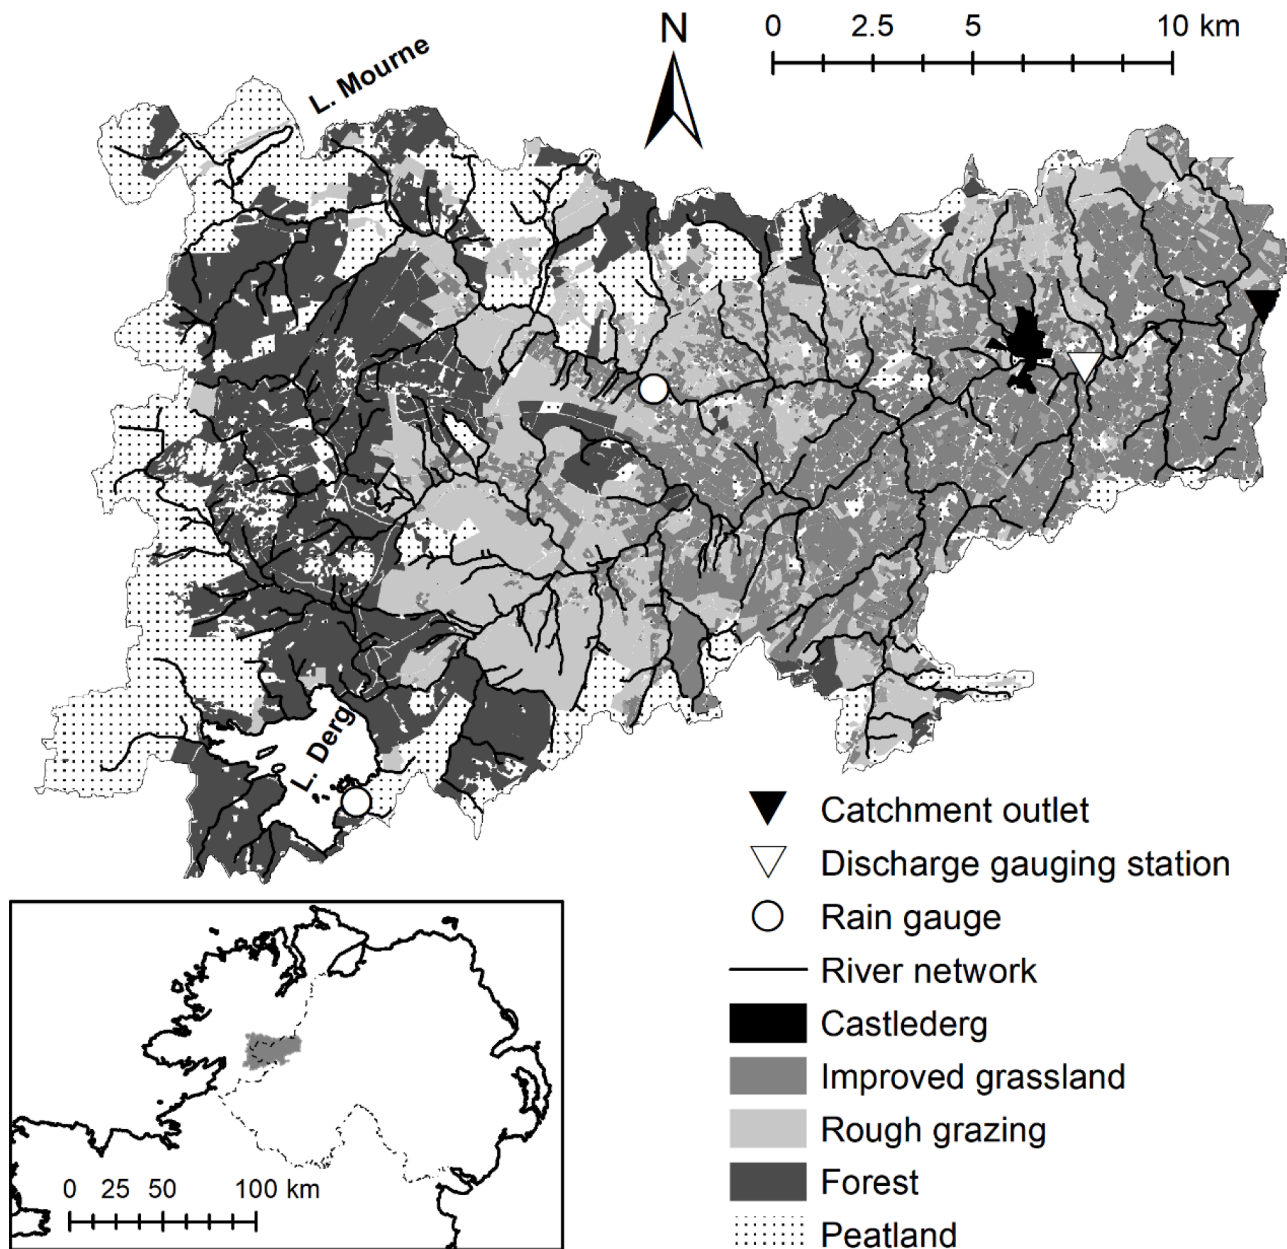 N
0 2.5 5 10 km
L. Mourne
L. Derg
Catchment outlet
Discharge gauging station
Rain gauge
River network
Castlederg
Improved grassland
Rough grazing
Forest
Peatland
0 25 50 100 km